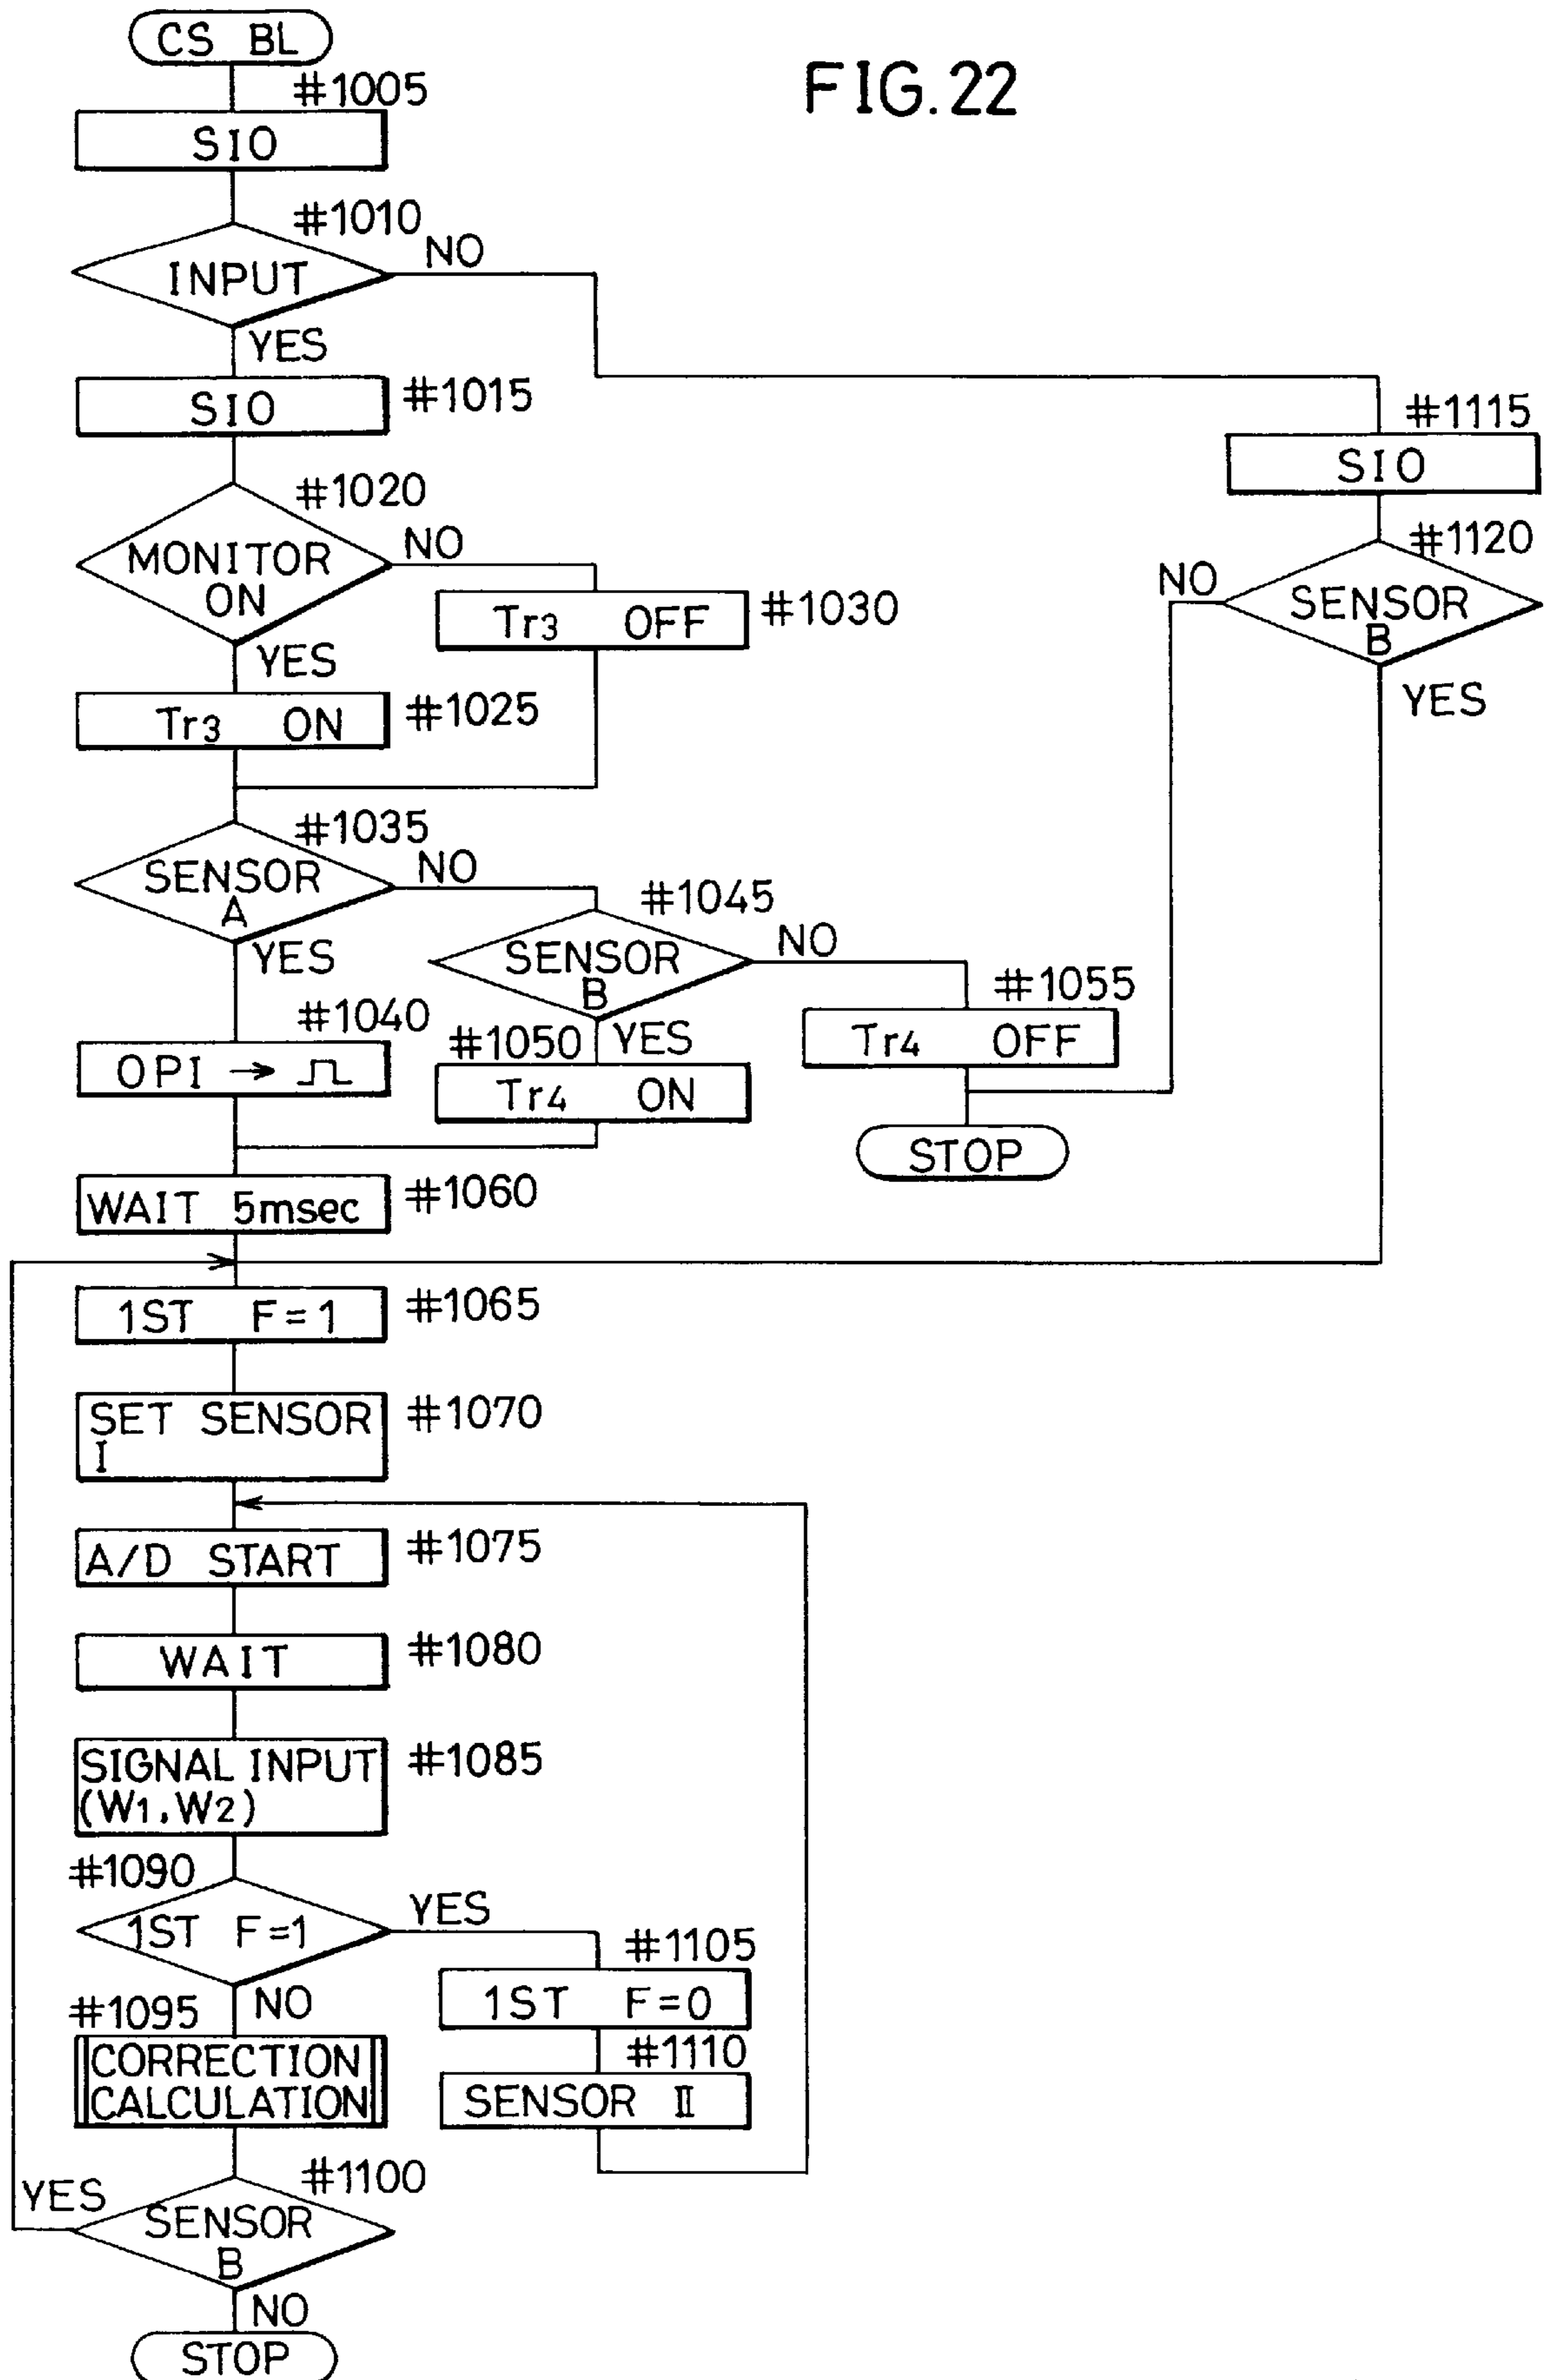 CS BL
FIG.22
#1005
SIO
#1010
INPUT
NO
YES
SIO
#1015
#1115
SIO
#1020
MONITOR
ON
NO
YES
Tr3 OFF
#1030
#1120
SENSOR
B
NO
YES
Tr3 ON
#1025
#1035
SENSOR
A
NO
YES
#1045
SENSOR
B
NO
YES
#1040
OPI →
#1050
Tr4 ON
#1055
Tr4 OFF
STOP
WAIT 5msec
#1060
1ST F=1
#1065
SET SENSOR
I
#1070
A/D START
#1075
WAIT
#1080
SIGNAL INPUT
(W1,W2)
#1085
#1090
1ST F=1
YES
NO
#1105
1ST F=0
#1095
CORRECTION
CALCULATION
#1110
SENSOR II
#1100
YES
SENSOR
B
NO
STOP